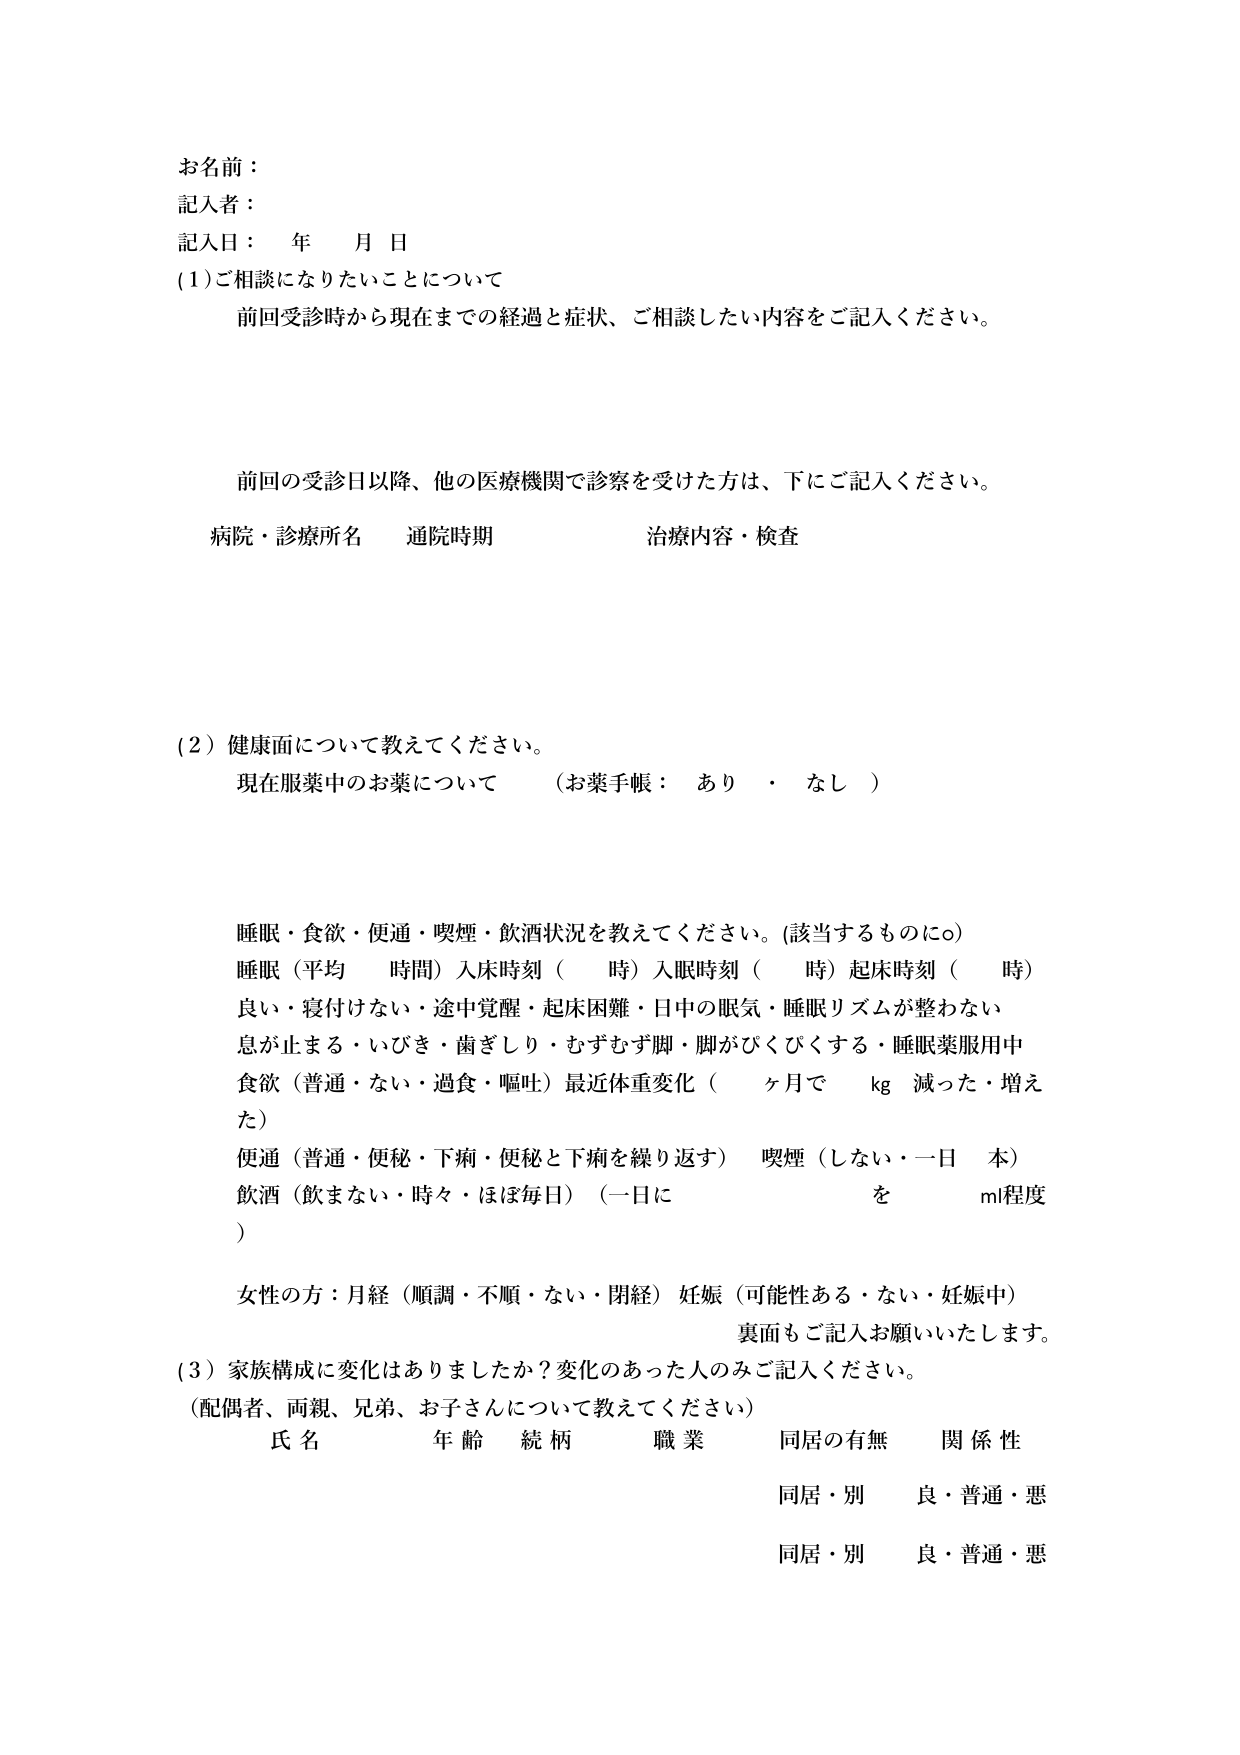 お名前：
記入者：
記入日：　年　　月 日
(１)ご相談になりたいことについて
前回受診時から現在までの経過と症状、ご相談したい内容をご記入ください。
前回の受診日以降、他の医療機関で診察を受けた方は、下にご記入ください。
病院・診療所名　　通院時期　　　　　　　治療内容・検査
(２）健康面について教えてください。
現在服薬中のお薬について　　（お薬手帳：　あり　・　なし　）
睡眠・食欲・便通・喫煙・飲酒状況を教えてください。(該当するものに○）
睡眠（平均　　時間）入床時刻（　　時）入眠時刻（　　時）起床時刻（　　時）
良い・寝付けない・途中覚醒・起床困難・日中の眠気・睡眠リズムが整わない
息が止まる・いびき・歯ぎしり・むずむず脚・脚がぴくぴくする・睡眠薬服用中
食欲（普通・ない・過食・嘔吐）最近体重変化（　　ヶ月で　　kg　減った・増え
た）
便通（普通・便秘・下痢・便秘と下痢を繰り返す）　喫煙（しない・一日　本）
飲酒（飲まない・時々・ほぼ毎日）（一日に　　　　　　　　　を　　　　ml程度
）
女性の方：月経（順調・不順・ない・閉経）妊娠（可能性ある・ない・妊娠中）
裏面もご記入お願いいたします。
(３）家族構成に変化はありましたか？変化のあった人のみご記入ください。
（配偶者、両親、兄弟、お子さんについて教えてください）
氏 名　　　　　年 齢　続 柄　　　職 業　　　同居の有無　　関 係 性
同居・別　　良・普通・悪
同居・別　　良・普通・悪